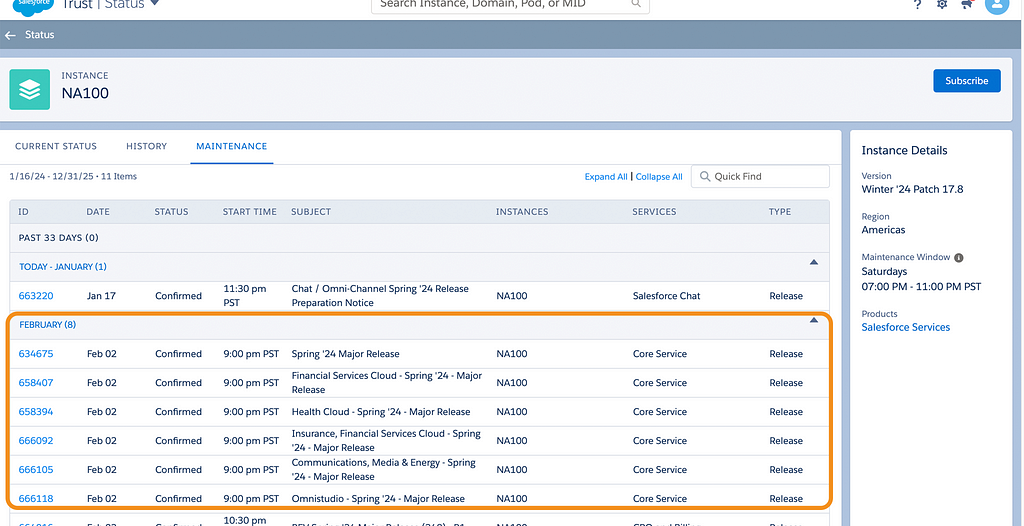 salesforce Trust | Status
Search Instance, Domain, Pod, or MID
?
Status
INSTANCE
NA100
Subscribe
CURRENT STATUS HISTORY MAINTENANCE
1/16/24 - 12/31/25 • 11 Items
Expand All | Collapse All
Quick Find
ID DATE STATUS START TIME SUBJECT INSTANCES SERVICES TYPE
PAST 33 DAYS (0)
TODAY - JANUARY (1)
663220 Jan 17 Confirmed 11:30 pm PST Chat / Omni-Channel Spring '24 Release Preparation Notice NA100 Salesforce Chat Release
FEBRUARY (8)
634675 Feb 02 Confirmed 9:00 pm PST Spring '24 Major Release NA100 Core Service Release
658407 Feb 02 Confirmed 9:00 pm PST Financial Services Cloud - Spring '24 - Major Release NA100 Core Service Release
658394 Feb 02 Confirmed 9:00 pm PST Health Cloud - Spring '24 - Major Release NA100 Core Service Release
666092 Feb 02 Confirmed 9:00 pm PST Insurance, Financial Services Cloud - Spring '24 - Major Release NA100 Core Service Release
666105 Feb 02 Confirmed 9:00 pm PST Communications, Media & Energy - Spring '24 - Major Release NA100 Core Service Release
666118 Feb 02 Confirmed 9:00 pm PST Omnistudio - Spring '24 - Major Release NA100 Core Service Release
10:30 pm
Instance Details
Version
Winter '24 Patch 17.8
Region
Americas
Maintenance Window
Saturdays
07:00 PM - 11:00 PM PST
Products
Salesforce Services